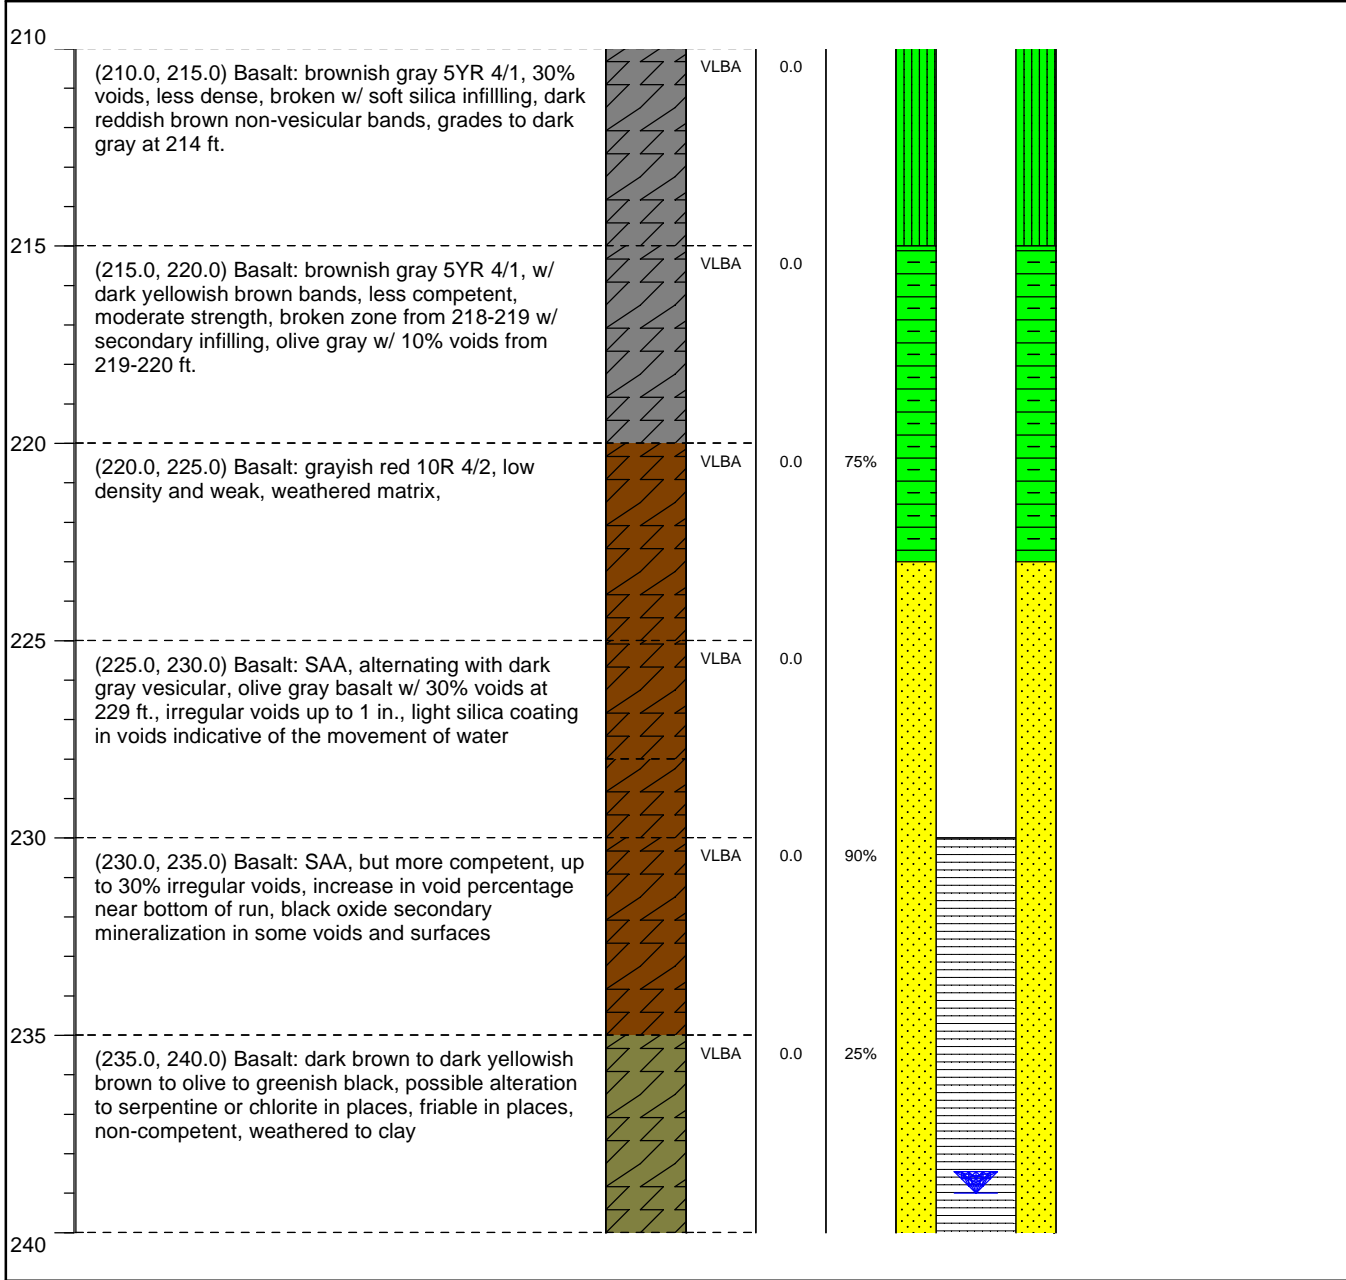 210
(210.0, 215.0) Basalt: brownish gray 5YR 4/1, 30%
voids, less dense, broken w/ soft silica infillling, dark
reddish brown non-vesicular bands, grades to dark
gray at 214 ft.
VLBA 0.0
215
(215.0, 220.0) Basalt: brownish gray 5YR 4/1, w/
dark yellowish brown bands, less competent,
moderate strength, broken zone from 218-219 w/
secondary infilling, olive gray w/ 10% voids from
219-220 ft.
VLBA 0.0
220
(220.0, 225.0) Basalt: grayish red 10R 4/2, low
density and weak, weathered matrix,
VLBA 0.0 75%
225
(225.0, 230.0) Basalt: SAA, alternating with dark
gray vesicular, olive gray basalt w/ 30% voids at
229 ft., irregular voids up to 1 in., light silica coating
in voids indicative of the movement of water
VLBA 0.0
230
(230.0, 235.0) Basalt: SAA, but more competent, up
to 30% irregular voids, increase in void percentage
near bottom of run, black oxide secondary
mineralization in some voids and surfaces
VLBA 0.0 90%
235
(235.0, 240.0) Basalt: dark brown to dark yellowish
brown to olive to greenish black, possible alteration
to serpentine or chlorite in places, friable in places,
non-competent, weathered to clay
VLBA 0.0 25%
240